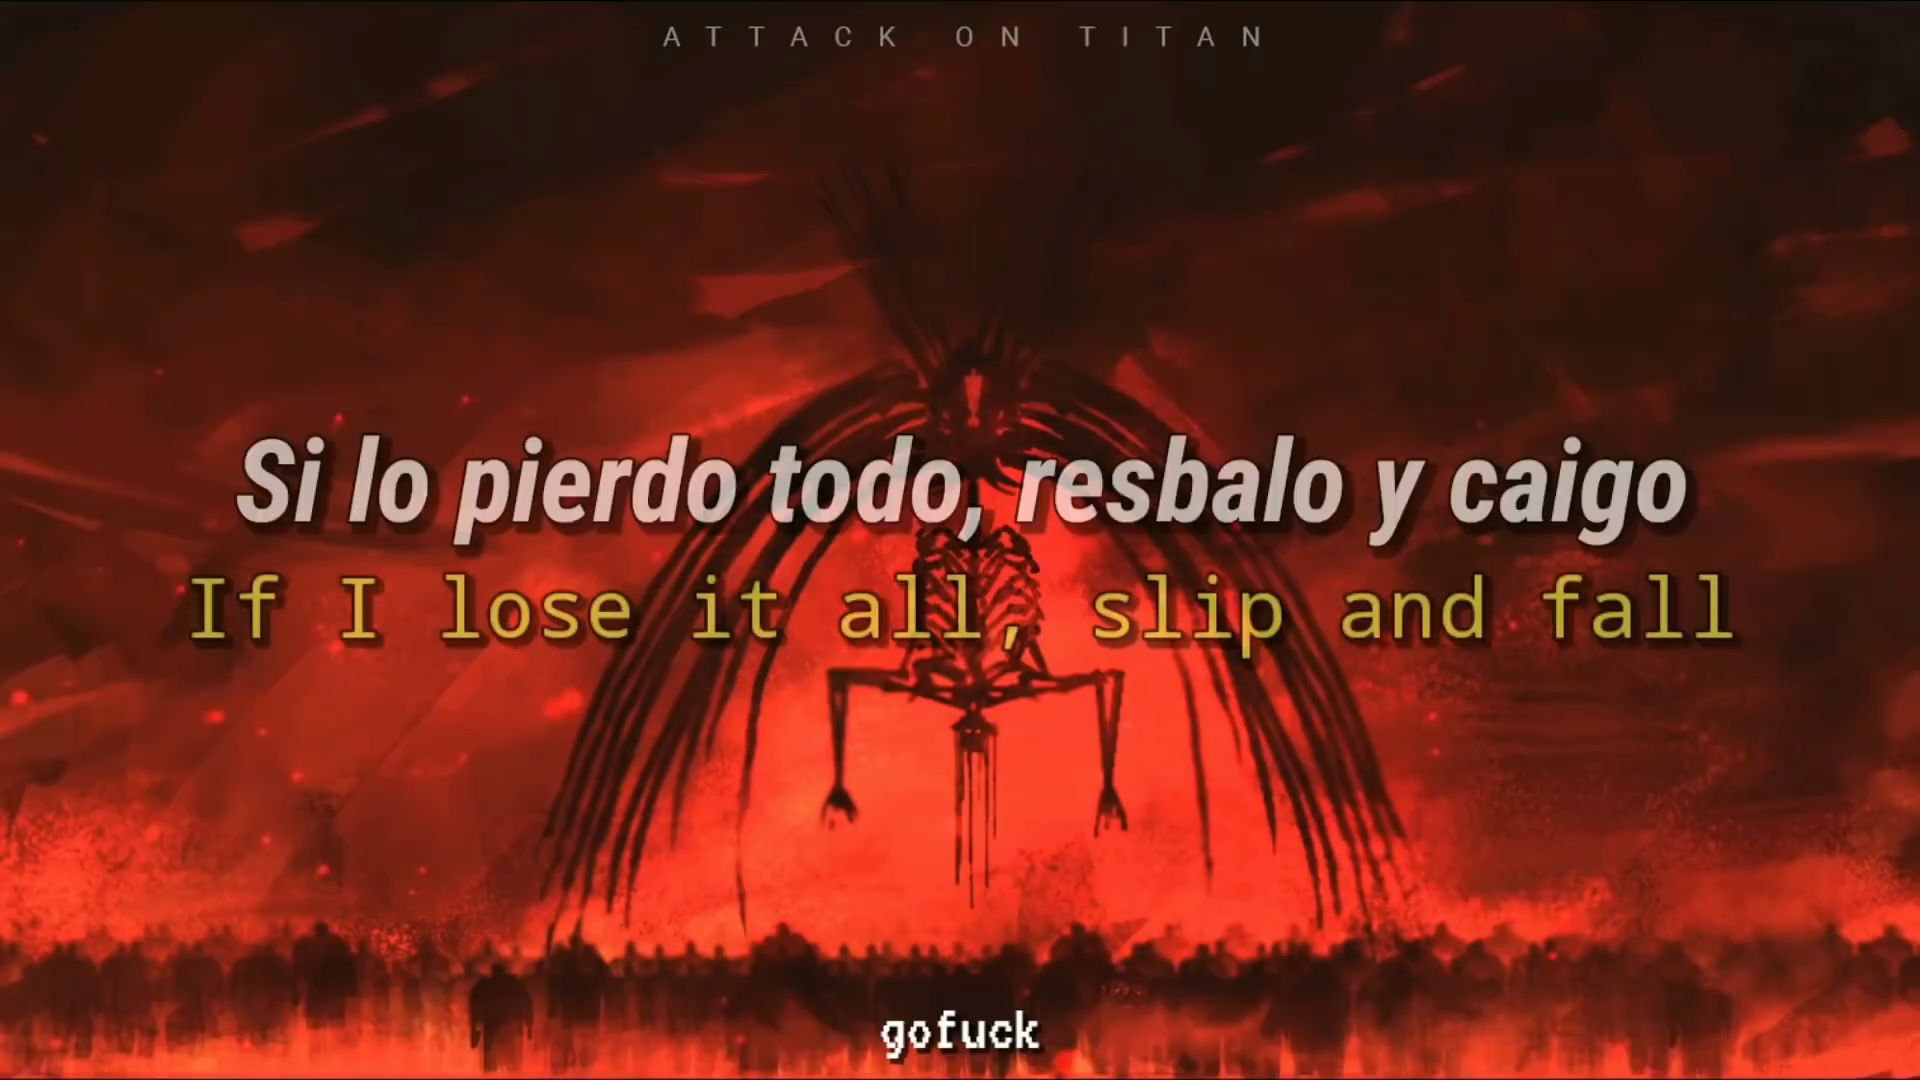 ATTACK ON TITAN
Si lo pierdo todo, resbalo y caigo
If I lose it all, slip and fall
gofuck